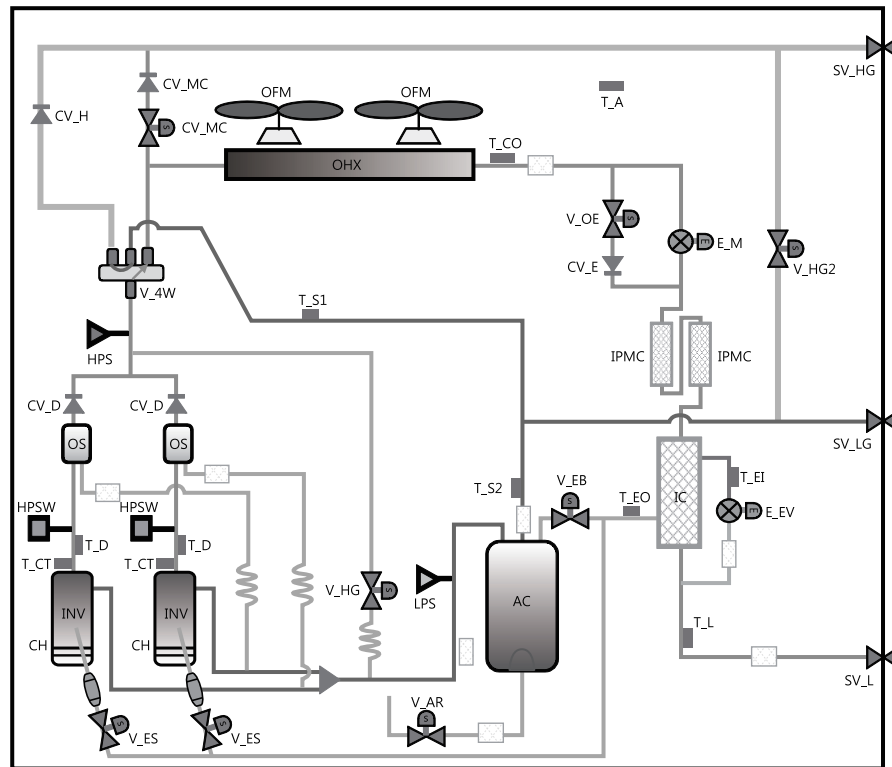 SV_HG
CV_MC
CV_H
OFM
OFM
T_A
CV_MC
T_CO
OHX
V_OE
E_M
CV_E
V_HG2
V_4W
T_S1
HPS
IPMC
IPMC
CV_D
CV_D
OS
OS
SV_LG
T_S2
V_EB
T_EI
T_EO
IC
E_EV
HPSW
HPSW
T_D
T_D
T_CT
T_CT
V_HG
LPS
AC
INV
INV
CH
CH
T_L
SV_L
V_AR
V_ES
V_ES
S
S
E
S
S
E
S
S
S
S